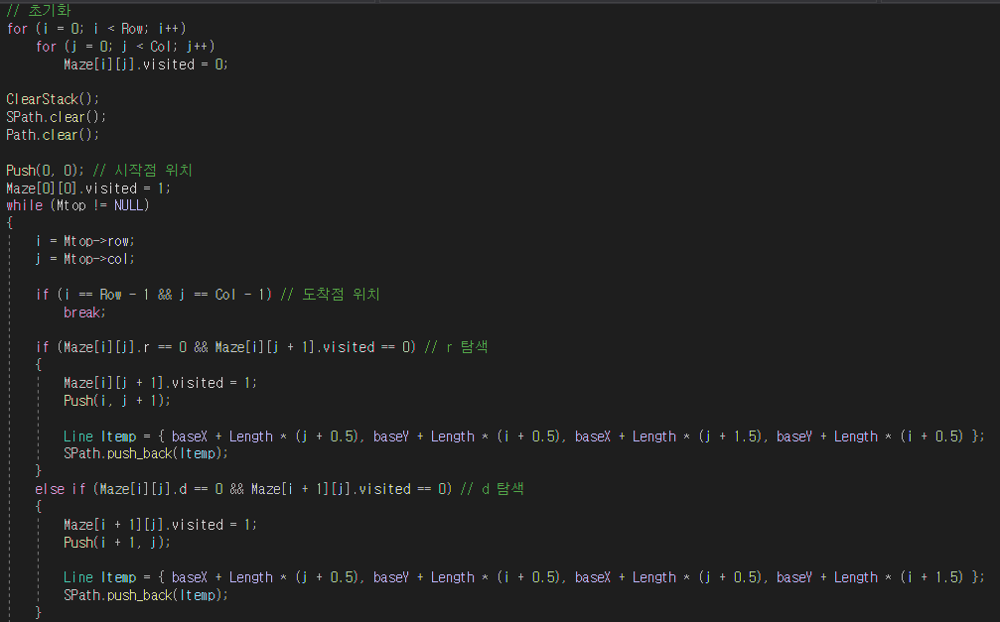 // 초기화
for (i = 0; i < Row; i++)
for (j = 0; j < Col; j++)
Maze[i][j].visited = 0;
ClearStack();
SPath.clear();
Path.clear();
Push(0, 0); // 시작점 위치
Maze[0][0].visited = 1;
while (Mtop != NULL)
{
i = Mtop->row;
j = Mtop->col;
if (i == Row - 1 && j == Col - 1) // 도착점 위치
break;
if (Maze[i][j].r == 0 && Maze[i][j + 1].visited == 0) // r 탐색
{
Maze[i][j + 1].visited = 1;
Push(i, j + 1);
Line ltemp = { baseX + Length * (j + 0.5), baseY + Length * (i + 0.5), baseX + Length * (j + 1.5), baseY + Length * (i + 0.5) };
SPath.push_back(ltemp);
}
else if (Maze[i][j].d == 0 && Maze[i + 1][j].visited == 0) // d 탐색
{
Maze[i + 1][j].visited = 1;
Push(i + 1, j);
Line ltemp = { baseX + Length * (j + 0.5), baseY + Length * (i + 0.5), baseX + Length * (j + 0.5), baseY + Length * (i + 1.5) };
SPath.push_back(ltemp);
}